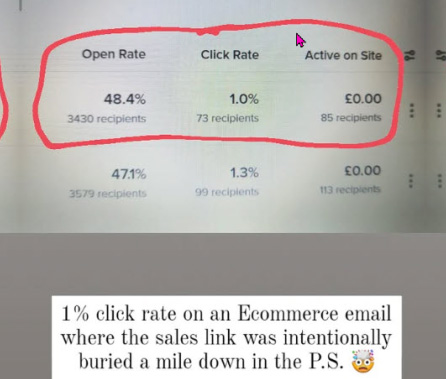 Open Rate Click Rate Active on Site
48.4% 1.0% £0.00
3430 recipients 73 recipients 85 recipients
47.1% 1.3% £0.00
3579 recipients 99 recipients 113 recipients
1% click rate on an Ecommerce email
where the sales link was intentionally
buried a mile down in the P.S. 🤯